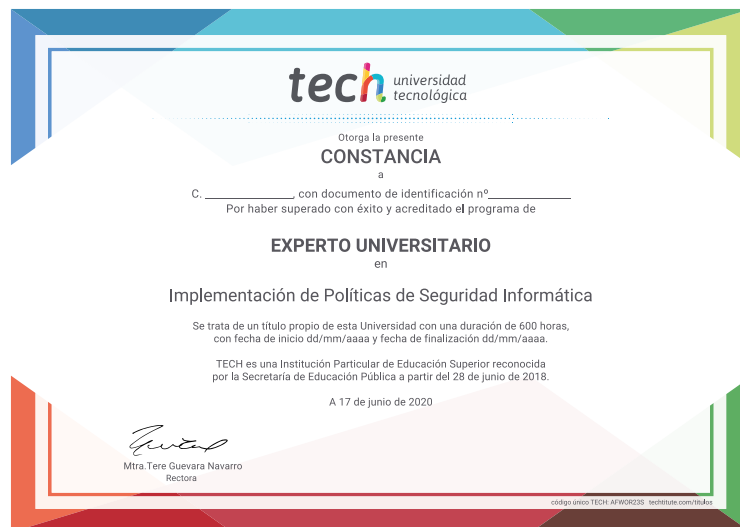 tech universidad
tecnológica
Otorga la presente
CONSTANCIA
a
C. ______________, con documento de identificación nº______________
Por haber superado con éxito y acreditado el programa de
EXPERTO UNIVERSITARIO
en
Implementación de Políticas de Seguridad Informática
Se trata de un título propio de esta Universidad con una duración de 600 horas,
con fecha de inicio dd/mm/aaaa y fecha de finalización dd/mm/aaaa.
TECH es una Institución Particular de Educación Superior reconocida
por la Secretaría de Educación Pública a partir del 28 de junio de 2018.
A 17 de junio de 2020
Mtra.Tere Guevara Navarro
Rectora
código único TECH: AFWOR23S techtitute.com/titulos